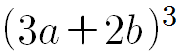 (3a + 2b)³